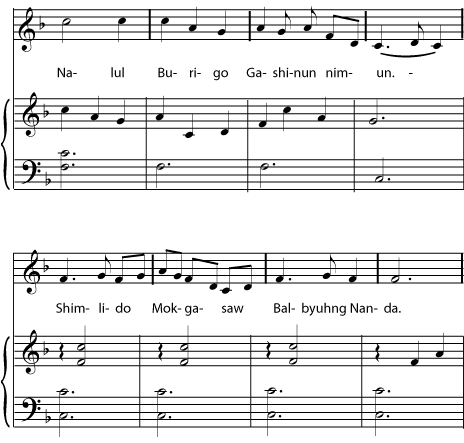 Na- lul Bu- ri- go Ga- shi-nun nim- un. -
Shim- li- do Mok- ga- saw Bal- byuhng Nan- da.